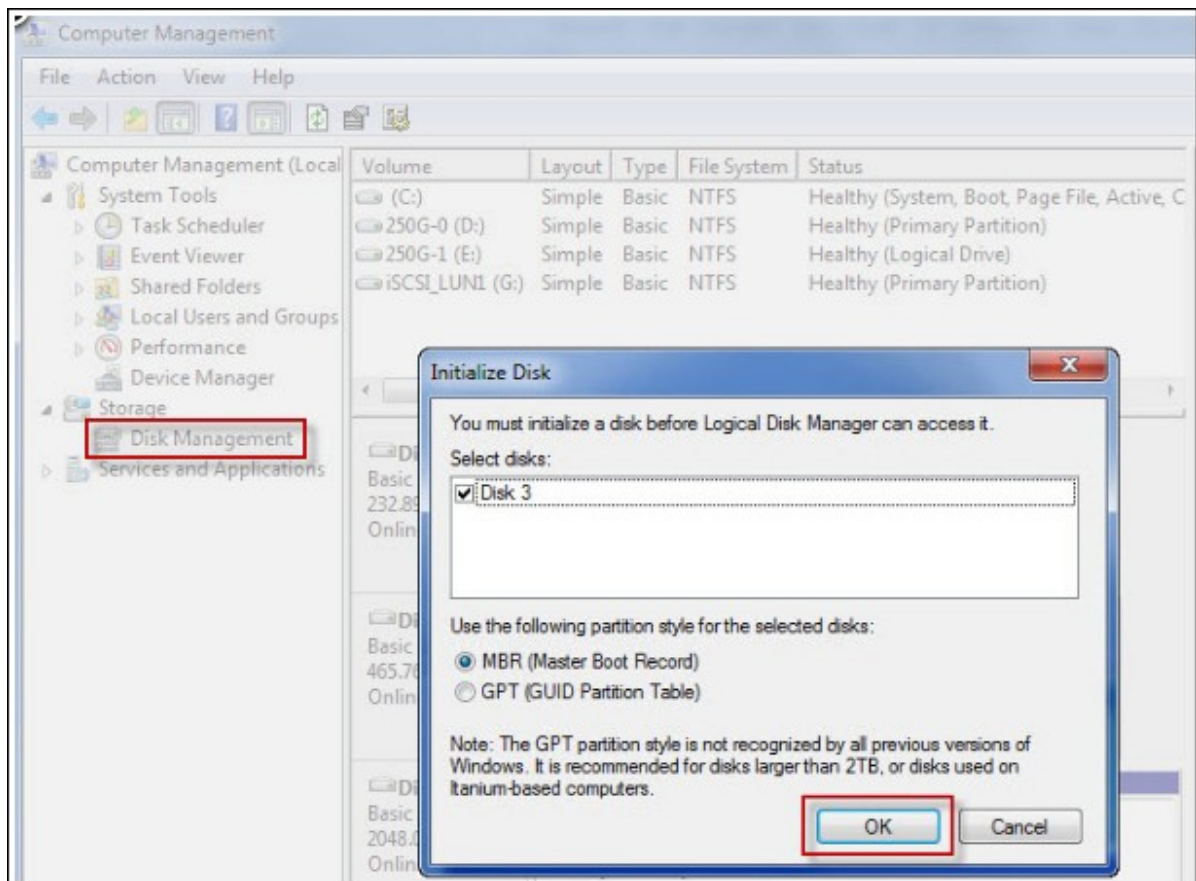 Computer Management
File Action View Help
Computer Management (Local
System Tools
Task Scheduler
Event Viewer
Shared Folders
Local Users and Groups
Performance
Device Manager
Storage
Disk Management
Services and Applications
Volume Layout Type File System Status
(C:) Simple Basic NTFS Healthy (System, Boot, Page File, Active, C
250G-0 (D:) Simple Basic NTFS Healthy (Primary Partition)
250G-1 (E:) Simple Basic NTFS Healthy (Logical Drive)
iSCSI_LUN1 (G:) Simple Basic NTFS Healthy (Primary Partition)
Basic
232.89
Onlin
Basic
465.76
Onlin
Basic
2048.0
Onlin
Initialize Disk
You must initialize a disk before Logical Disk Manager can access it.
Select disks:
Disk 3
Use the following partition style for the selected disks:
MBR (Master Boot Record)
GPT (GUID Partition Table)
Note: The GPT partition style is not recognized by all previous versions of
Windows. It is recommended for disks larger than 2TB, or disks used on
Itanium-based computers.
OK Cancel